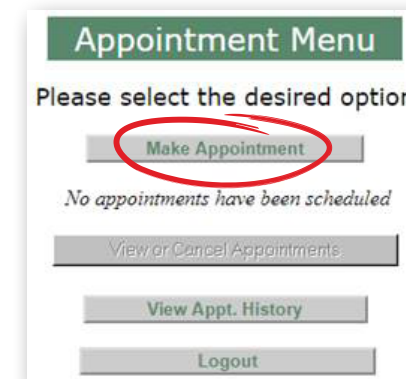 Appointment Menu
Please select the desired option
Make Appointment
No appointments have been scheduled
View or Cancel Appointments
View Appt. History
Logout